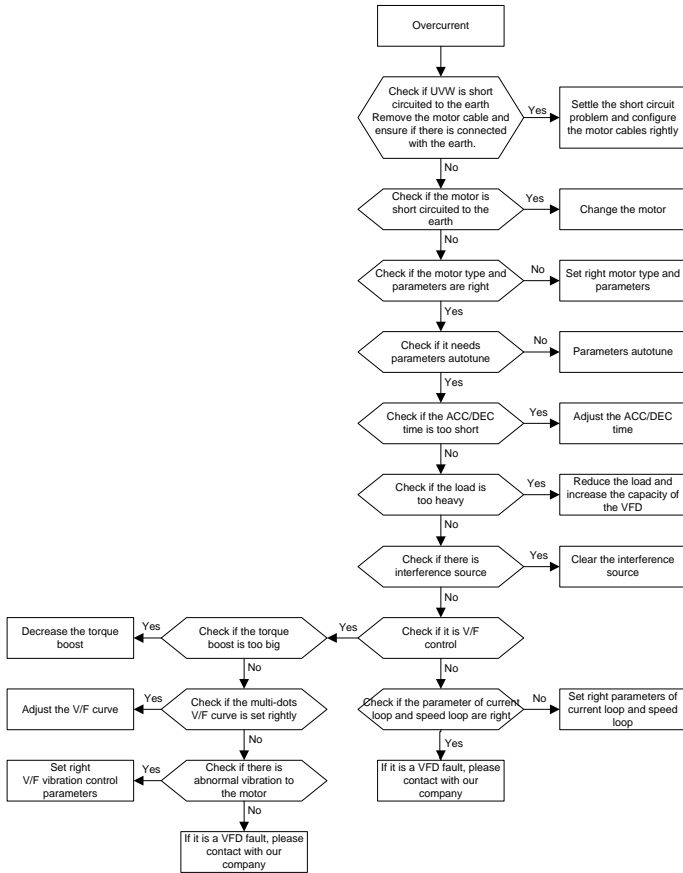 Overcurrent
Check if UVW is short
circuited to the earth
Remove the motor cable and
ensure if there is connected
with the earth.
Yes
Settle the short circuit
problem and configure
the motor cables rightly
No
Check if the motor is
short circuited to the
earth
Yes
Change the motor
No
Check if the motor type and
parameters are right
No
Set right motor type and
parameters
Yes
Check if it needs
parameters autotune
No
Parameters autotune
Yes
Check if the ACC/DEC
time is too short
Yes
Adjust the ACC/DEC
time
No
Check if the load is
too heavy
Yes
Reduce the load and
increase the capacity of
the VFD
No
Check if there is
interference source
Yes
Clear the interference
source
No
Check if it is V/F
control
Yes
Check if the torque
boost is too big
Yes
Decrease the torque
boost
No
Check if the multi-dots
V/F curve is set rightly
Yes
Adjust the V/F curve
No
Check if there is
abnormal vibration to
the motor
Yes
Set right
V/F vibration control
parameters
No
If it is a VFD fault, please
contact with our
company
No
Check if the parameter of current
loop and speed loop are right
No
Set right parameters of
current loop and speed
loop
Yes
If it is a VFD fault, please
contact with our
company